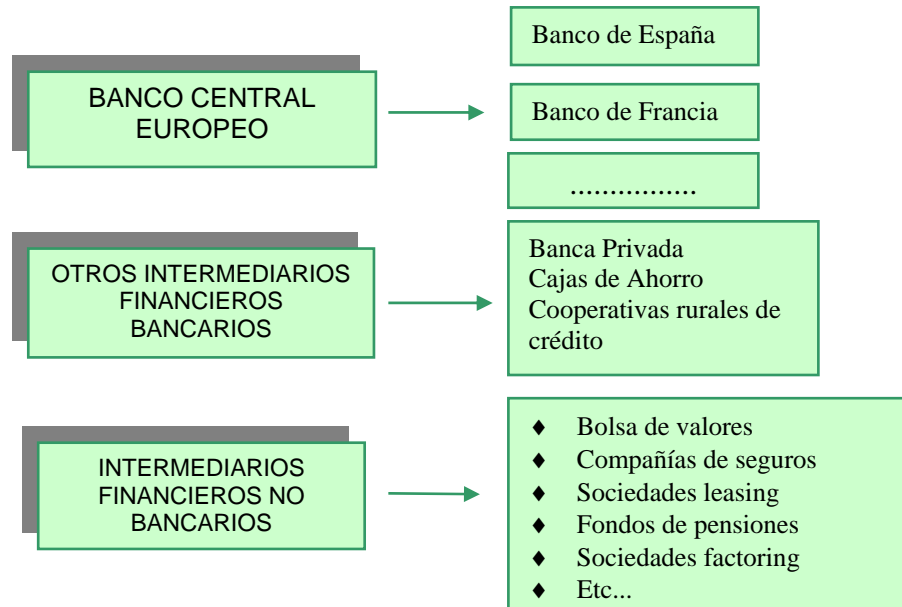 BANCO CENTRAL
EUROPEO
Banco de España
Banco de Francia
................
OTROS INTERMEDIARIOS
FINANCIEROS
BANCARIOS
Banca Privada
Cajas de Ahorro
Cooperativas rurales de
crédito
INTERMEDIARIOS
FINANCIEROS NO
BANCARIOS
♦ Bolsa de valores
♦ Compañías de seguros
♦ Sociedades leasing
♦ Fondos de pensiones
♦ Sociedades factoring
♦ Etc...